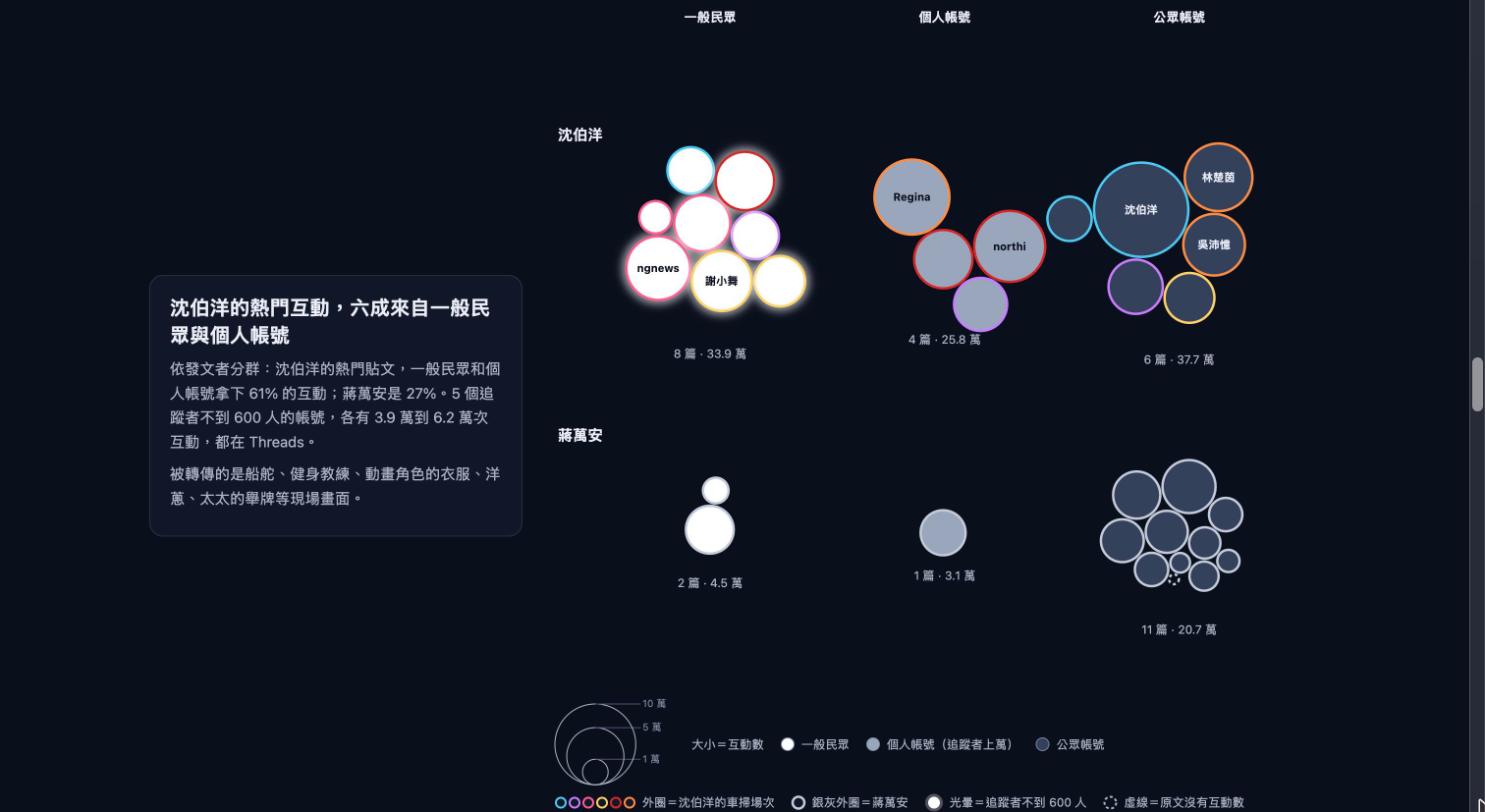 一般民眾
個人帳號
公眾帳號
沈伯洋
林楚茵
Regina
沈伯洋
northi
吳沛憶
ngnews
謝小舞
8 篇 · 33.9 萬
4 篇 · 25.8 萬
6 篇 · 37.7 萬
沈伯洋的熱門互動，六成來自一般民
眾與個人帳號
依發文者分群：沈伯洋的熱門貼文，一般民眾和個
人帳號拿下 61% 的互動；蔣萬安是 27%。5 個追
蹤者不到 600 人的帳號，各有 3.9 萬到 6.2 萬次
互動，都在 Threads。
被轉傳的是船舵、健身教練、動畫角色的衣服、洋
蔥、太太的舉牌等現場畫面。
蔣萬安
2 篇 · 4.5 萬
1 篇 · 3.1 萬
11 篇 · 20.7 萬
10 萬
5 萬
1 萬
大小＝互動數
一般民眾
個人帳號（追蹤者上萬）
公眾帳號
外圈＝沈伯洋的車掃場次
銀灰外圈＝蔣萬安
光暈＝追蹤者不到 600 人
虛線＝原文沒有互動數